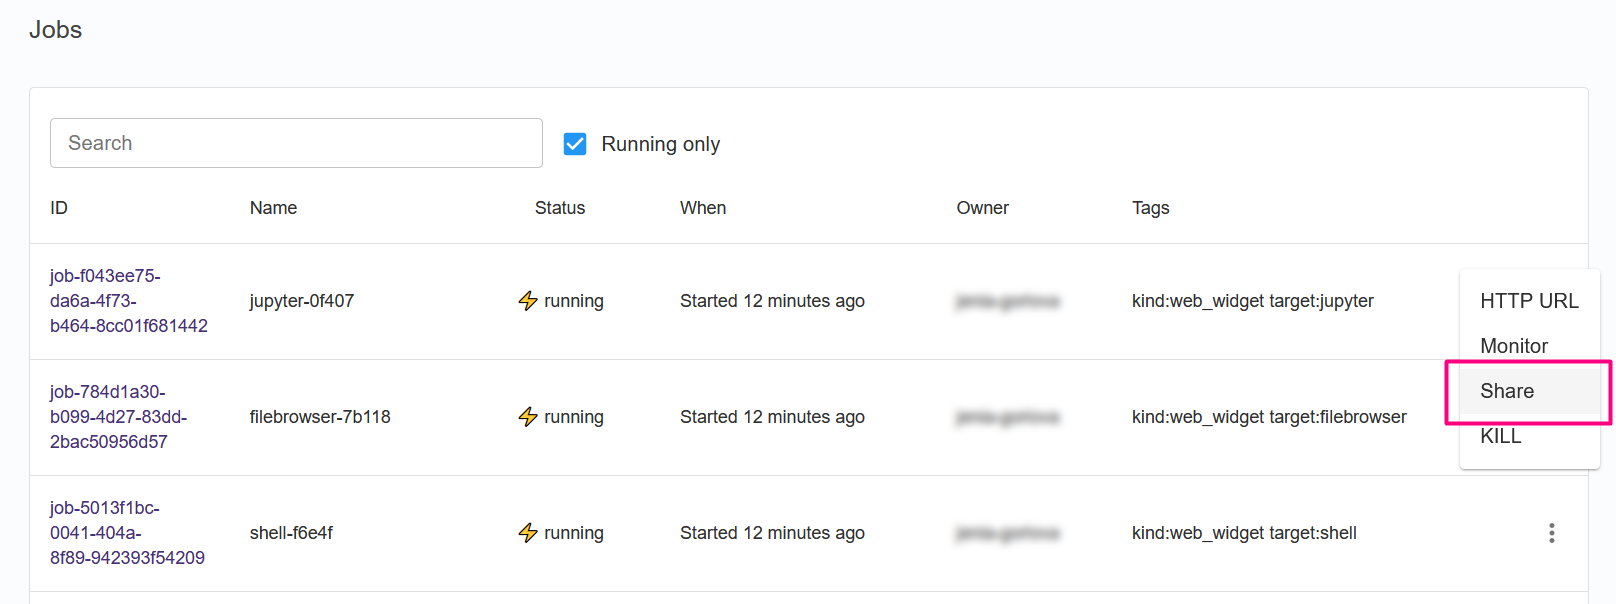 Jobs
Search
Running only
ID Name Status When Owner Tags
job-f043ee75-
da6a-4f73-
b464-8cc01f681442
jupyter-0f407
running
Started 12 minutes ago
kind:web_widget target:jupyter
HTTP URL
Monitor
Share
KILL
job-784d1a30-
b099-4d27-83dd-
2bac50956d57
filebrowser-7b118
running
Started 12 minutes ago
kind:web_widget target:filebrowser
job-5013f1bc-
0041-404a-
8f89-942393f54209
shell-f6e4f
running
Started 12 minutes ago
kind:web_widget target:shell